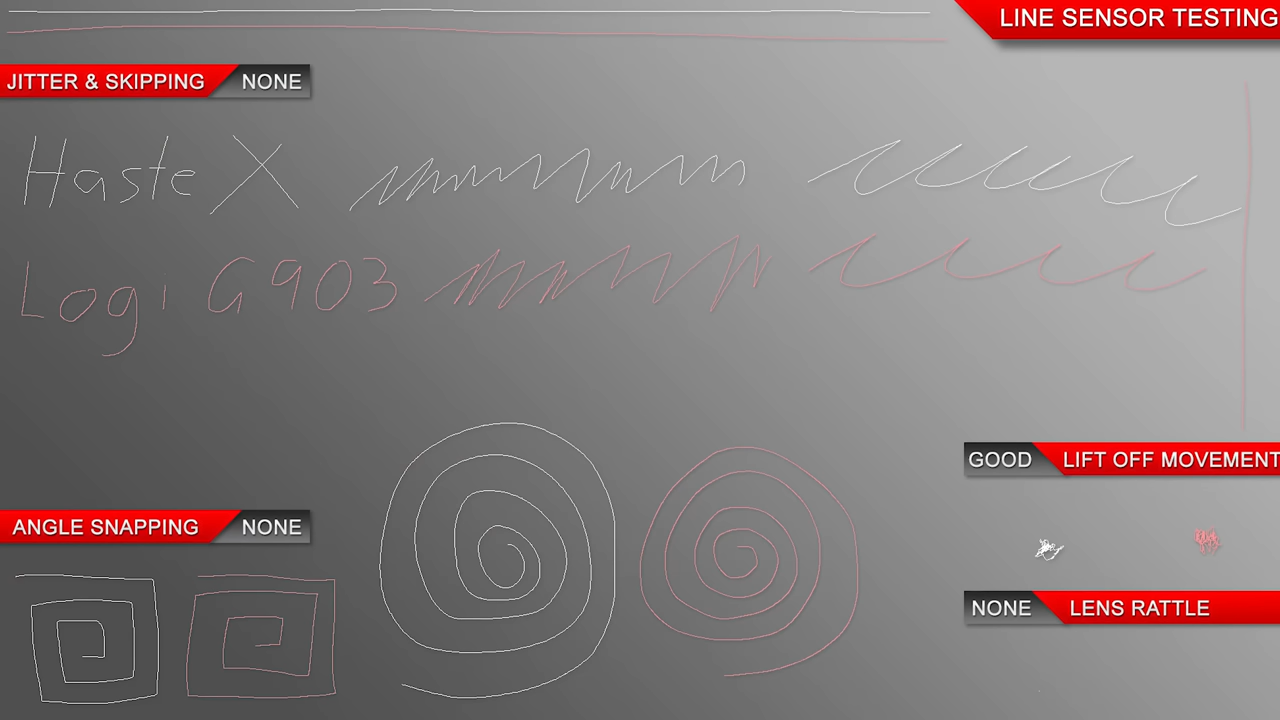 LINE SENSOR TESTING
JITTER & SKIPPING NONE
Haste X
Logi G903
GOOD LIFT OFF MOVEMENT
ANGLE SNAPPING NONE
NONE LENS RATTLE